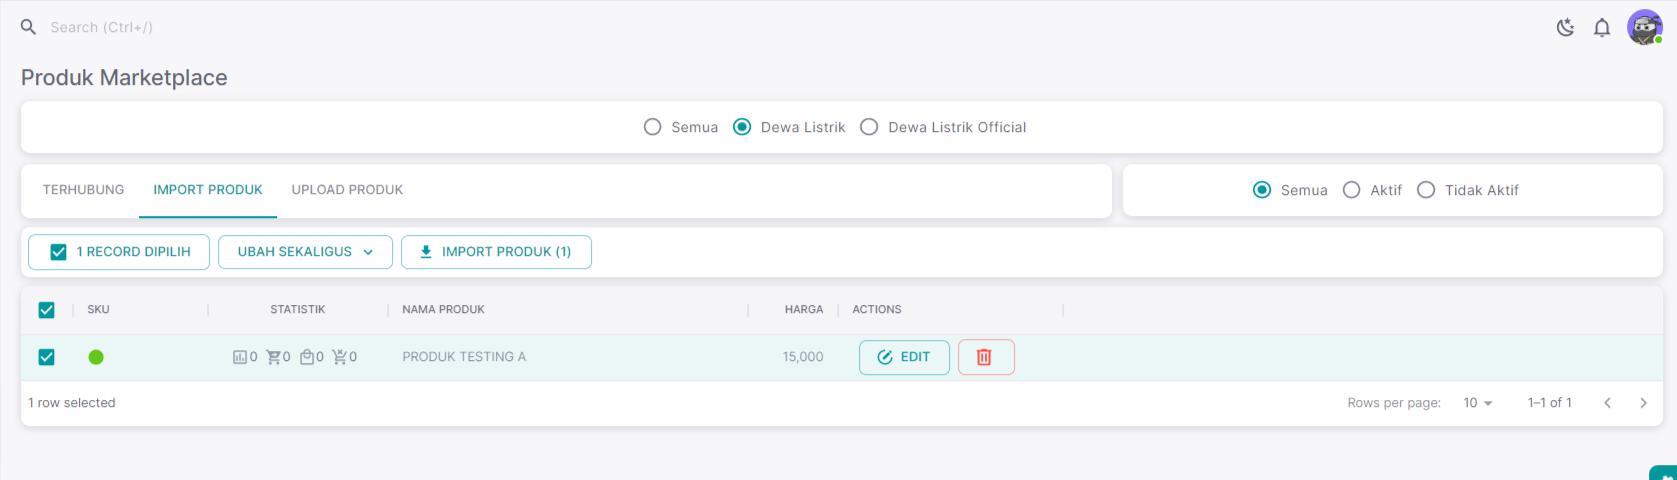 Search (Ctrl+/)
Produk Marketplace
Semua Dewa Listrik Dewa Listrik Official
TERHUBUNG IMPORT PRODUK UPLOAD PRODUK Semua Aktif Tidak Aktif
1 RECORD DIPILIH UBAH SEKALIGUS IMPORT PRODUK (1)
SKU STATISTIK NAMA PRODUK HARGA ACTIONS
0 0 0 0 PRODUK TESTING A 15,000 EDIT
1 row selected Rows per page: 10 1–1 of 1